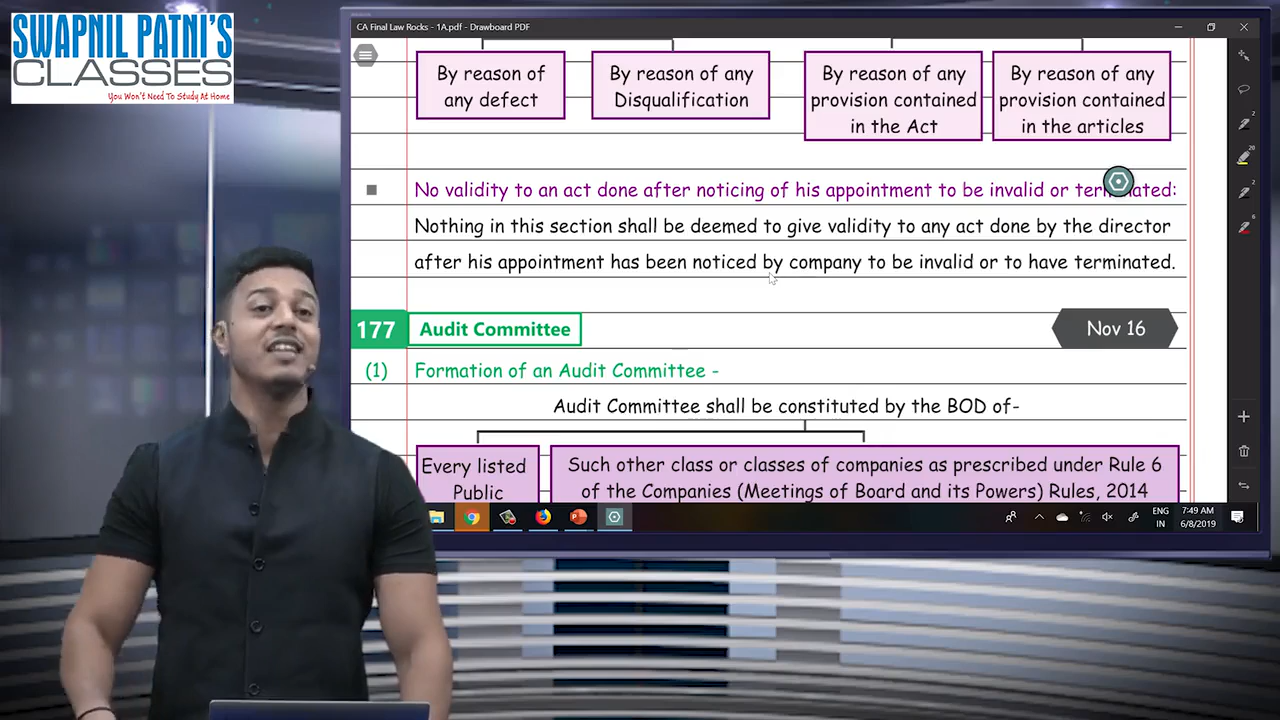 SWAPNIL PATNI'S
CLASSES
You Won't Need To Study At Home
CA Final Law Rocks - 1A.pdf - Drawboard PDF
By reason of
any defect
By reason of any
Disqualification
By reason of any
provision contained
in the Act
By reason of any
provision contained
in the articles
No validity to an act done after noticing of his appointment to be invalid or terminated:
Nothing in this section shall be deemed to give validity to any act done by the director
after his appointment has been noticed by company to be invalid or to have terminated.
177 Audit Committee
Nov 16
(1) Formation of an Audit Committee -
Audit Committee shall be constituted by the BOD of-
Every listed
Public
Such other class or classes of companies as prescribed under Rule 6
of the Companies (Meetings of Board and its Powers) Rules, 2014
2
20
2
6
ENG
IN
7:49 AM
6/8/2019